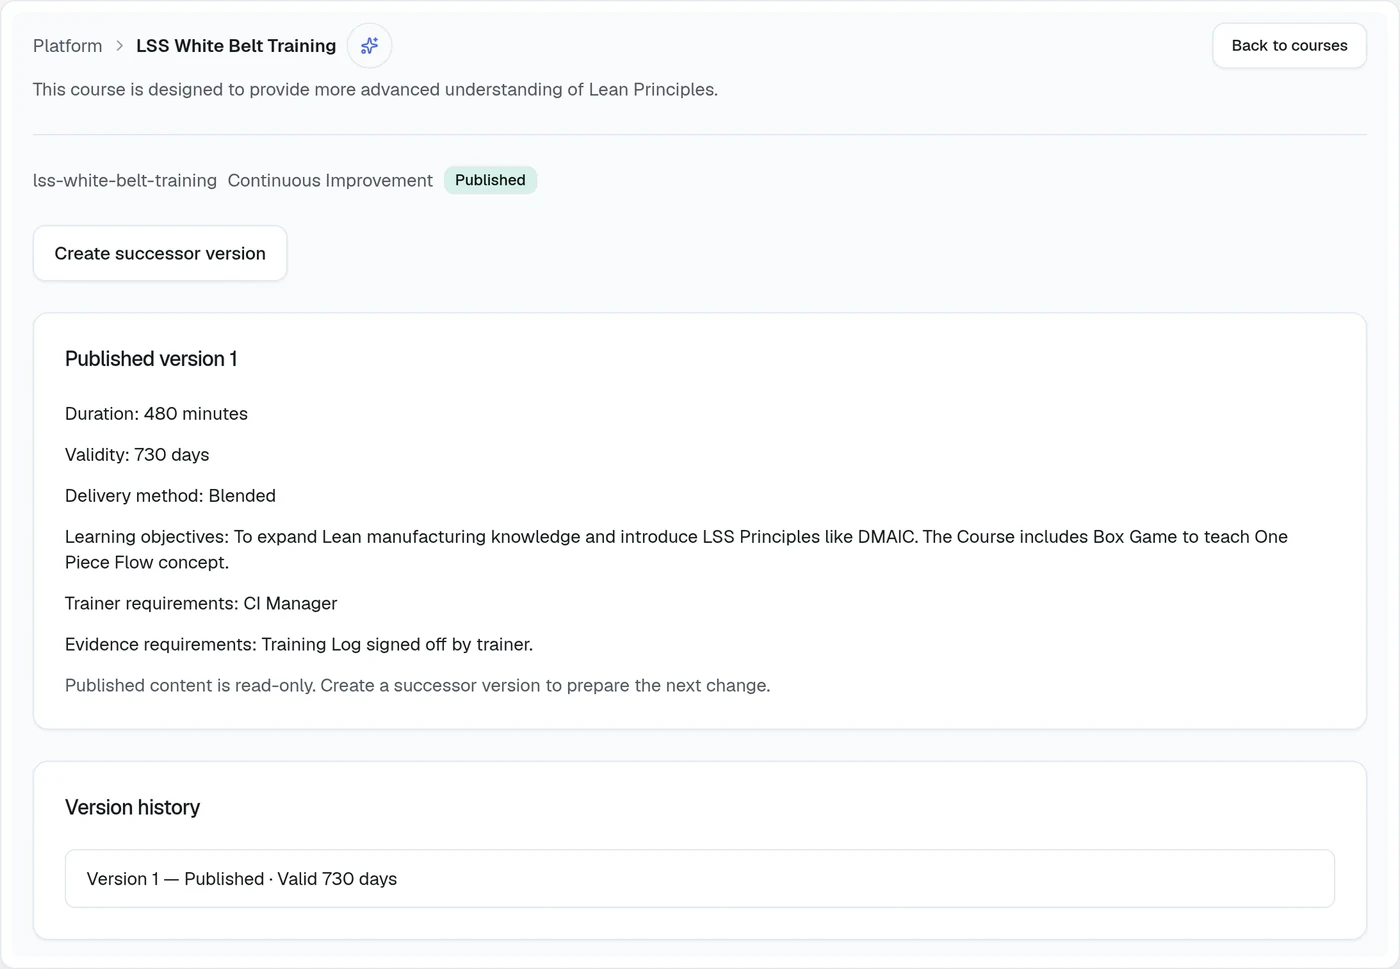 Platform > LSS White Belt Training
Back to courses
This course is designed to provide more advanced understanding of Lean Principles.
lss-white-belt-training Continuous Improvement Published
Create successor version
Published version 1
Duration: 480 minutes
Validity: 730 days
Delivery method: Blended
Learning objectives: To expand Lean manufacturing knowledge and introduce LSS Principles like DMAIC. The Course includes Box Game to teach One
Piece Flow concept.
Trainer requirements: CI Manager
Evidence requirements: Training Log signed off by trainer.
Published content is read-only. Create a successor version to prepare the next change.
Version history
Version 1 — Published · Valid 730 days